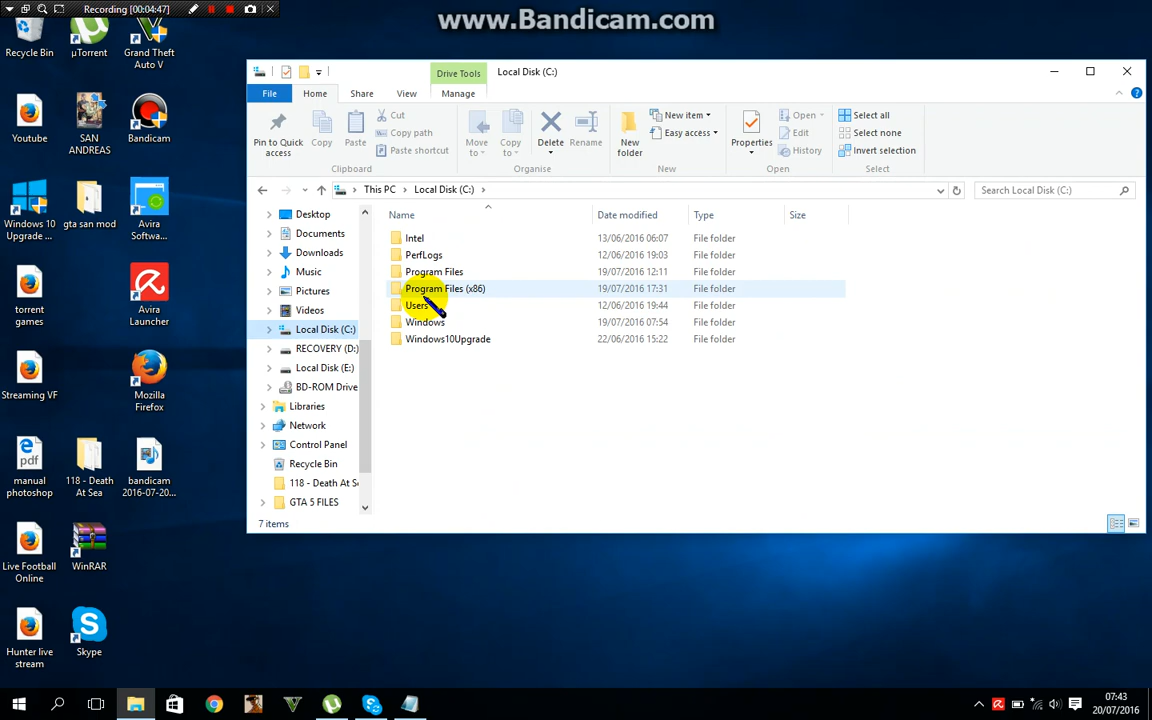 Recording [00:04:47]
www.Bandicam.com
Recycle Bin
µTorrent
Grand Theft
Auto V
Youtube
SAN
ANDREAS
Bandicam
Windows 10
Upgrade ...
gta san mod
Avira
Softwa...
torrent
games
Avira
Launcher
Streaming VF
Mozilla
Firefox
manual
photoshop
118 - Death
At Sea
bandicam
2016-07-20...
Live Football
Online
WinRAR
Hunter live
stream
Skype
Drive Tools
Local Disk (C:)
File
Home
Share
View
Manage
Pin to Quick
access
Copy
Paste
Cut
Copy path
Paste shortcut
Clipboard
Move
to
Copy
to
Delete
Rename
Organise
New
folder
New item
Easy access
New
Properties
Open
Edit
History
Open
Select all
Select none
Invert selection
Select
This PC > Local Disk (C:) >
Search Local Disk (C:)
Desktop
Documents
Downloads
Music
Pictures
Videos
Local Disk (C:)
RECOVERY (D:)
Local Disk (E:)
BD-ROM Drive
Libraries
Network
Control Panel
Recycle Bin
118 - Death At Se
GTA 5 FILES
Name Date modified Type Size
Intel 13/06/2016 06:07 File folder
PerfLogs 12/06/2016 19:03 File folder
Program Files 19/07/2016 12:11 File folder
Program Files (x86) 19/07/2016 17:31 File folder
Users 12/06/2016 19:44 File folder
Windows 19/07/2016 07:54 File folder
Windows10Upgrade 22/06/2016 15:22 File folder
7 items
07:43
20/07/2016